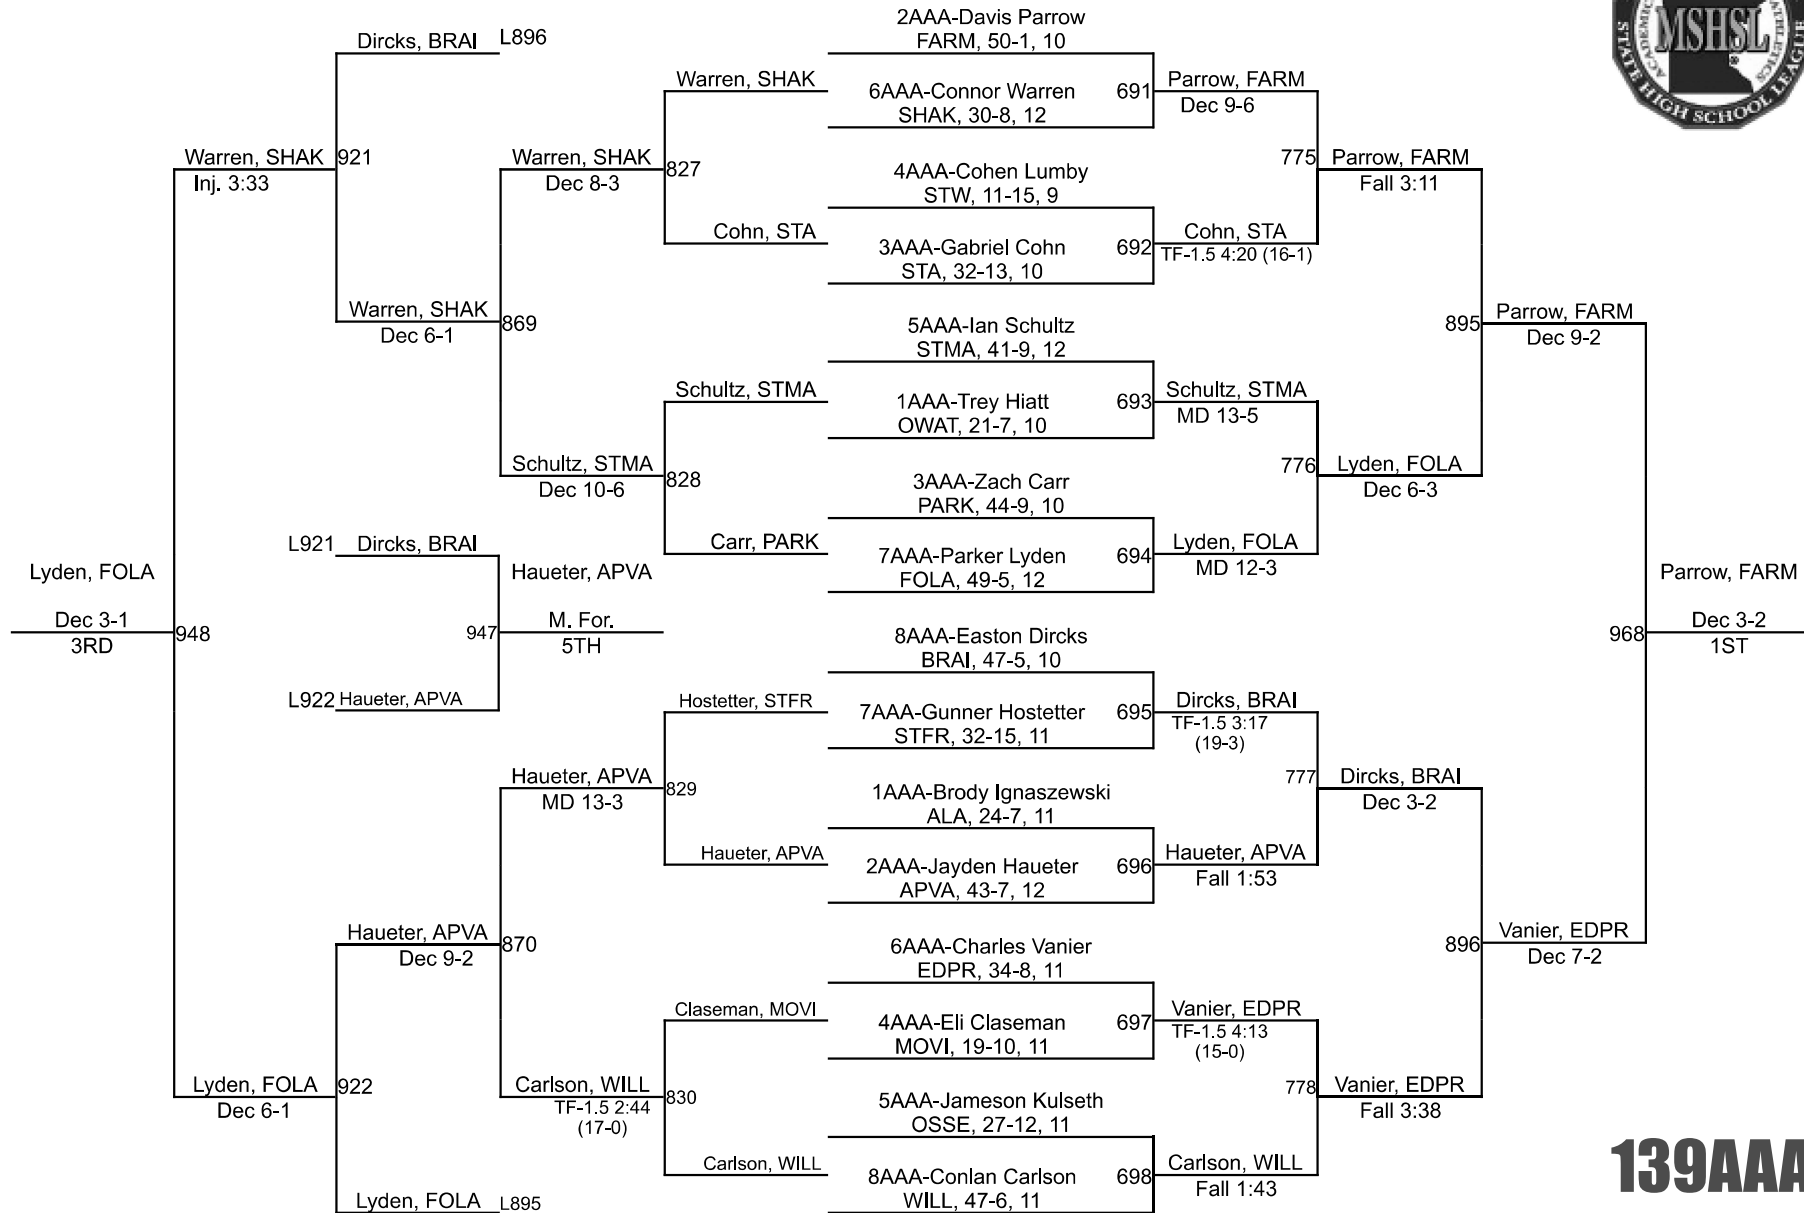 Dircks, BRAI L896
Warren, SHAK 921
Inj. 3:33
Warren, SHAK
Dec 6-1
869
Warren, SHAK
Dec 8-3
827
Warren, SHAK
Cohn, STA
Schultz, STMA
Dec 10-6
828
Schultz, STMA
Carr, PARK
L921 Dircks, BRAI
Haueter, APVA
M. For.
5TH
947
L922 Haueter, APVA
Lyden, FOLA
Dec 3-1
3RD
948
Haueter, APVA
Dec 9-2
870
Haueter, APVA
MD 13-3
829
Hostetter, STFR
Haueter, APVA
Carlson, WILL
TF-1.5 2:44
(17-0)
830
Claseman, MOVI
Carlson, WILL
Lyden, FOLA
Dec 6-1
922
Lyden, FOLA L895
2AAA-Davis Parrow
FARM, 50-1, 10
6AAA-Connor Warren
SHAK, 30-8, 12
691
4AAA-Cohen Lumby
STW, 11-15, 9
3AAA-Gabriel Cohn
STA, 32-13, 10
692
5AAA-Ian Schultz
STMA, 41-9, 12
1AAA-Trey Hiatt
OWAT, 21-7, 10
693
3AAA-Zach Carr
PARK, 44-9, 10
7AAA-Parker Lyden
FOLA, 49-5, 12
694
8AAA-Easton Dircks
BRAI, 47-5, 10
7AAA-Gunner Hostetter
STFR, 32-15, 11
695
1AAA-Brody Ignaszewski
ALA, 24-7, 11
2AAA-Jayden Haueter
APVA, 43-7, 12
696
6AAA-Charles Vanier
EDPR, 34-8, 11
4AAA-Eli Claseman
MOVI, 19-10, 11
697
5AAA-Jameson Kulseth
OSSE, 27-12, 11
8AAA-Conlan Carlson
WILL, 47-6, 11
698
Parrow, FARM
Dec 9-6
Cohn, STA
TF-1.5 4:20 (16-1)
Schultz, STMA
MD 13-5
Lyden, FOLA
MD 12-3
Dircks, BRAI
TF-1.5 3:17
(19-3)
Haueter, APVA
Fall 1:53
Vanier, EDPR
TF-1.5 4:13
(15-0)
Carlson, WILL
Fall 1:43
775
Parrow, FARM
Fall 3:11
776
Lyden, FOLA
Dec 6-3
777
Dircks, BRAI
Dec 3-2
778
Vanier, EDPR
Fall 3:38
895
Parrow, FARM
Dec 9-2
896
Vanier, EDPR
Dec 7-2
968
Parrow, FARM
Dec 3-2
1ST
MSHSL
STATE HIGH SCHOOL LEAGUE
139AAA